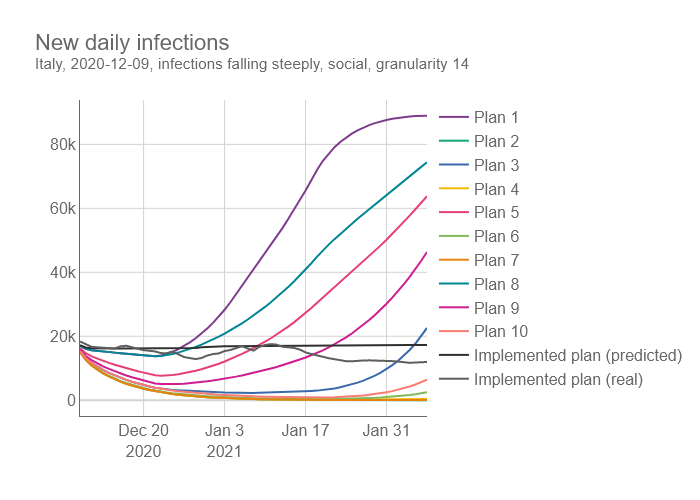 New daily infections
Italy, 2020-12-09, infections falling steeply, social, granularity 14
80k
60k
40k
20k
0
Dec 20
2020
Jan 3
2021
Jan 17
Jan 31
Plan 1
Plan 2
Plan 3
Plan 4
Plan 5
Plan 6
Plan 7
Plan 8
Plan 9
Plan 10
Implemented plan (predicted)
Implemented plan (real)